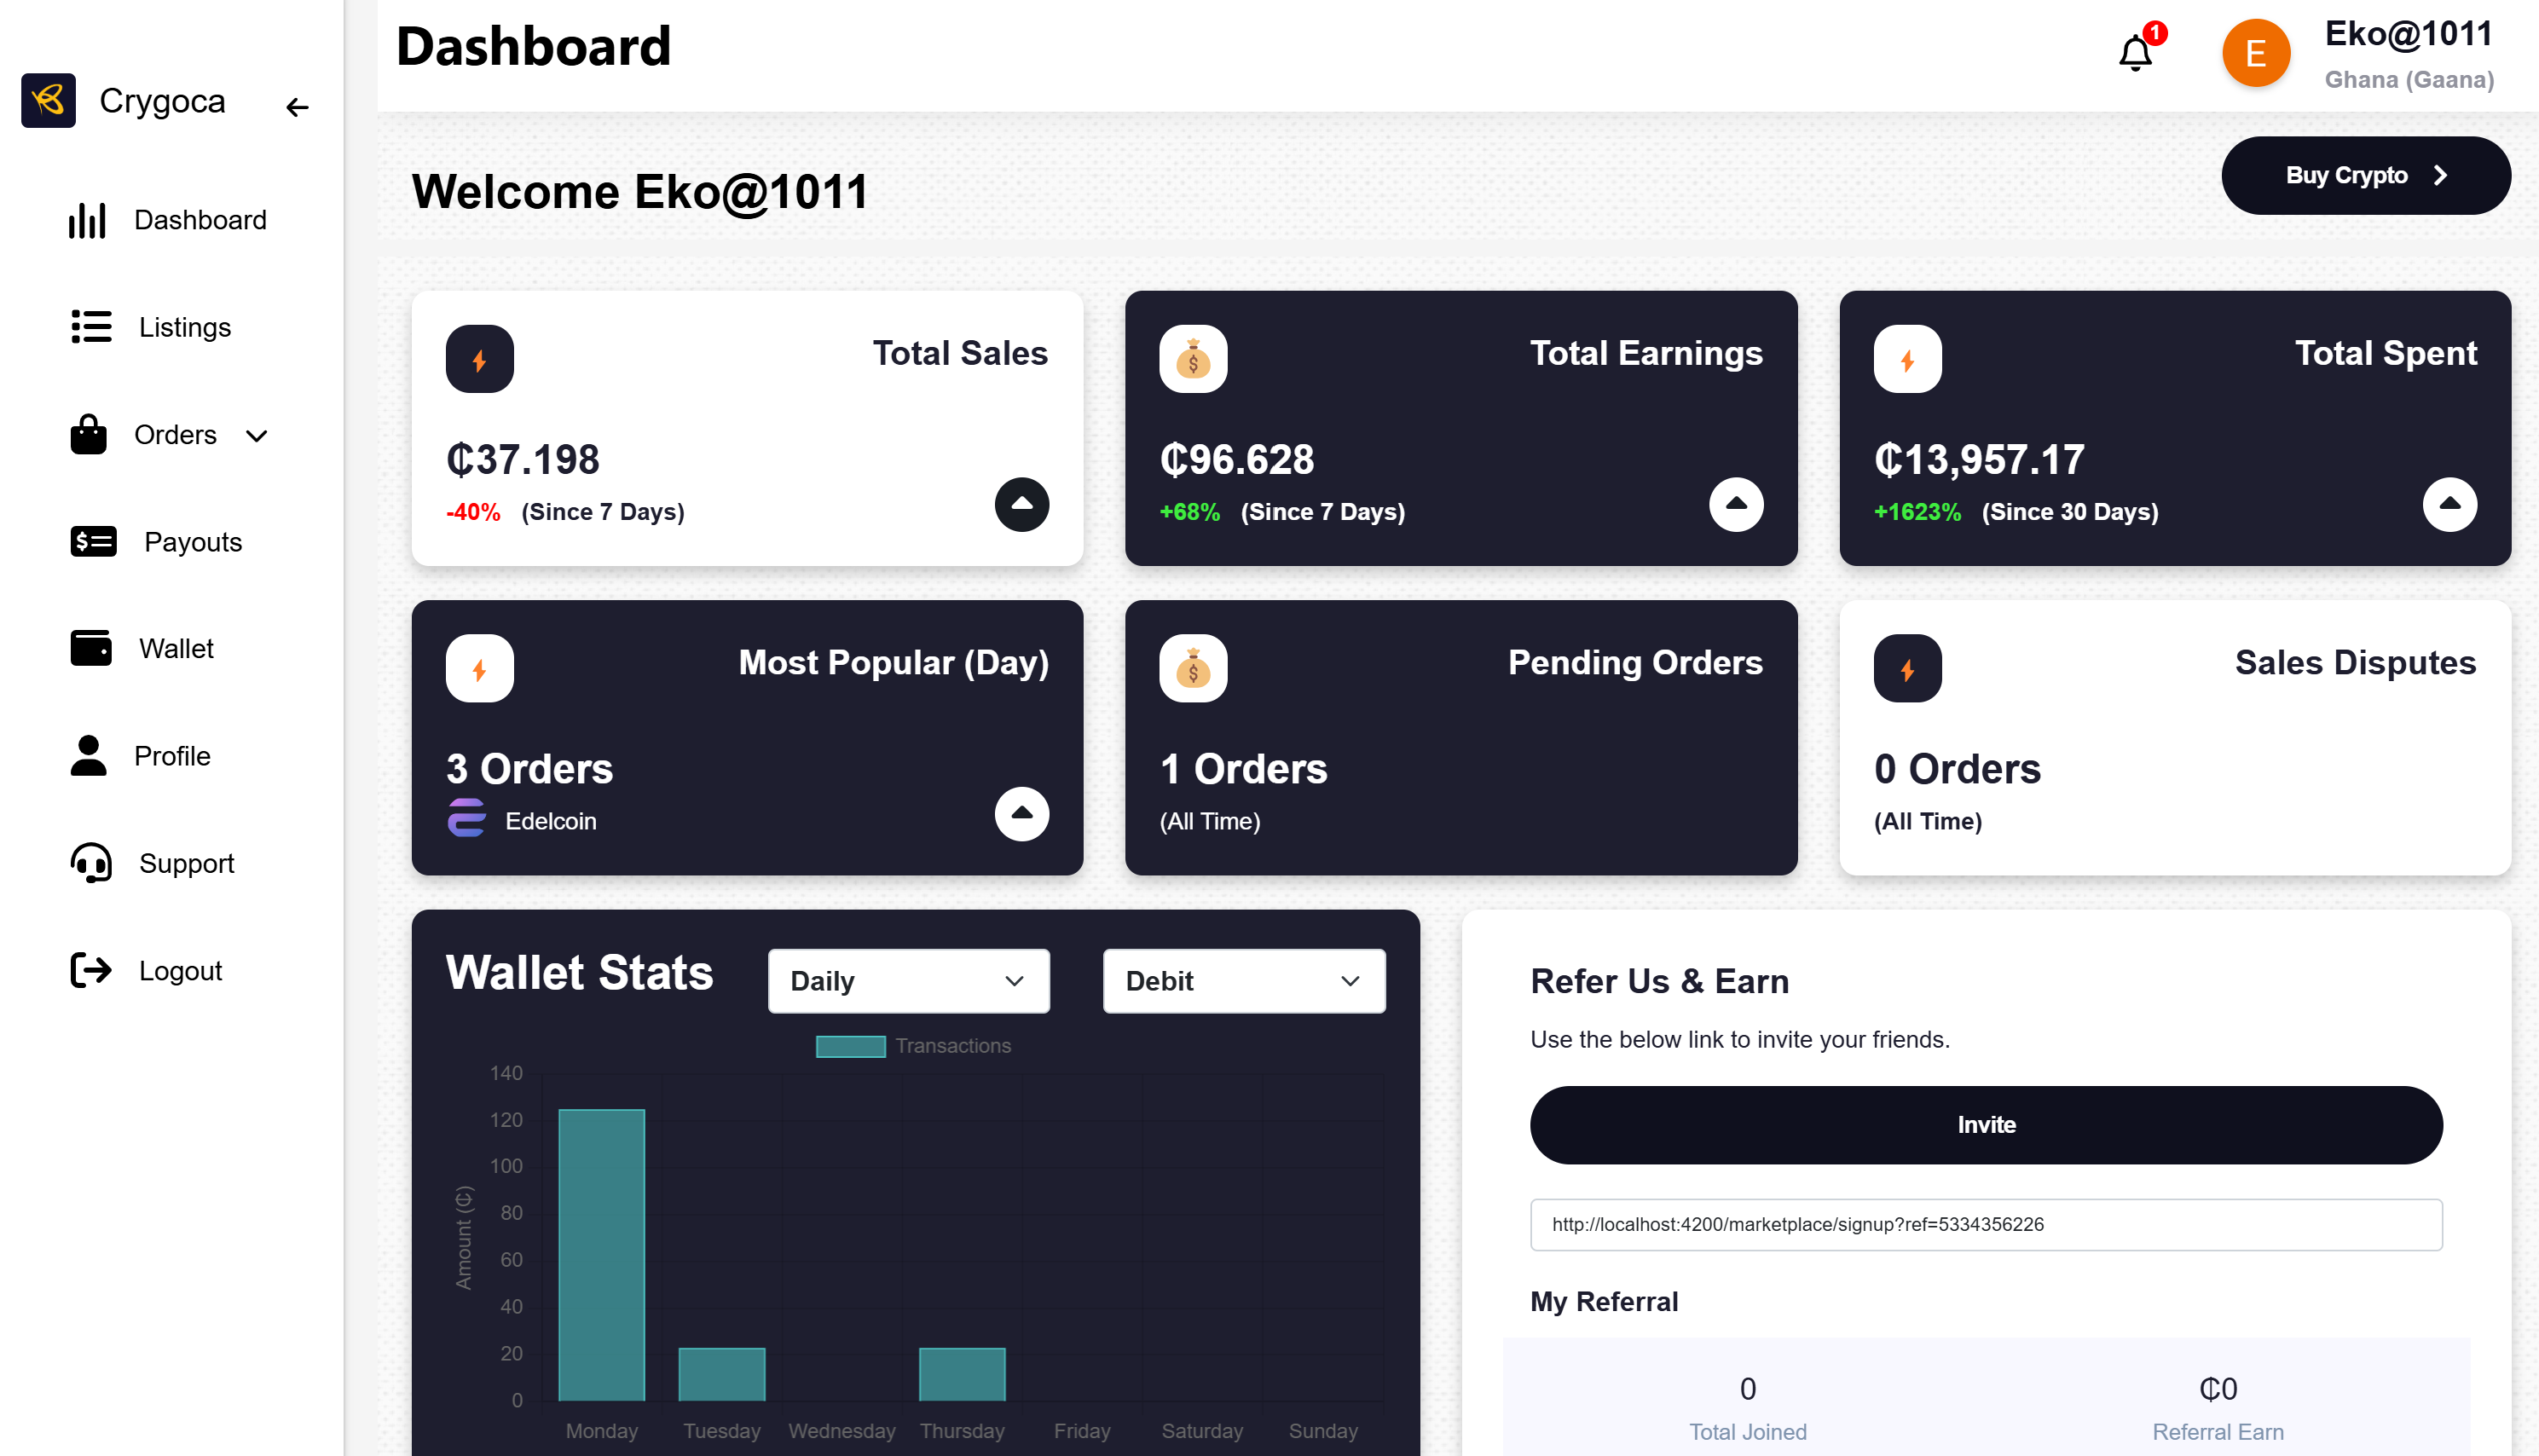 Dashboard
1
E
Eko@1011
Ghana (Gaana)
Crygoca
Dashboard
Listings
Orders
Payouts
Wallet
Profile
Support
Logout
Welcome Eko@1011
Buy Crypto
Total Sales
₵37.198
-40% (Since 7 Days)
Total Earnings
₵96.628
+68% (Since 7 Days)
Total Spent
₵13,957.17
+1623% (Since 30 Days)
Most Popular (Day)
3 Orders
Edelcoin
Pending Orders
1 Orders
(All Time)
Sales Disputes
0 Orders
(All Time)
Wallet Stats
Daily
Debit
Transactions
140
120
100
80
60
40
20
0
Amount (₵)
Monday Tuesday Wednesday Thursday Friday Saturday Sunday
Refer Us & Earn
Use the below link to invite your friends.
Invite
http://localhost:4200/marketplace/signup?ref=5334356226
My Referral
0
Total Joined
₵0
Referral Earn